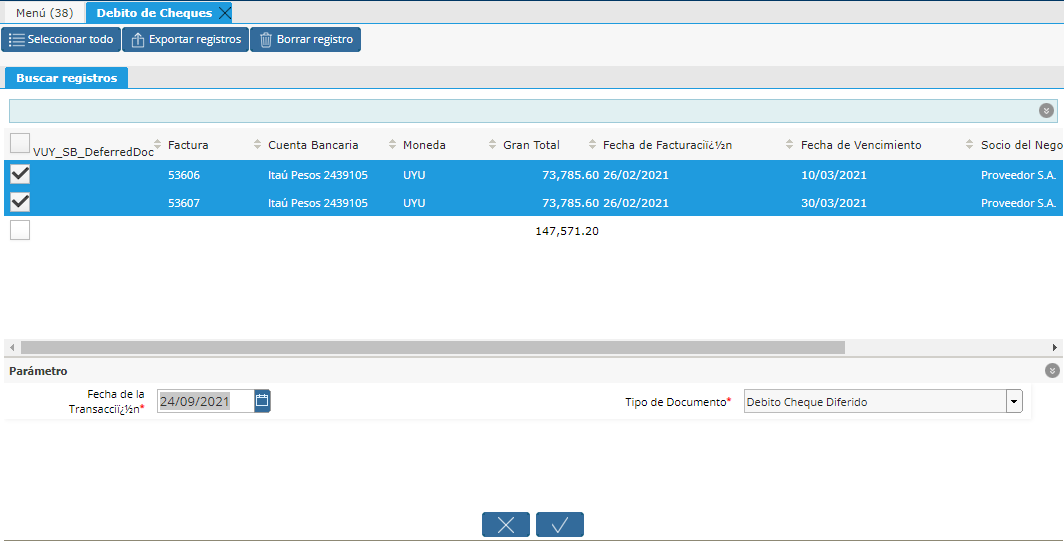 Menú (38) Debito de Cheques
Seleccionar todo Exportar registros Borrar registro
Buscar registros
VUY_SB_DeferredDoc Factura Cuenta Bancaria Moneda Gran Total Fecha de Facturaciï¿½n Fecha de Vencimiento Socio del Nego
53606 Itaú Pesos 2439105 UYU 73,785.60 26/02/2021 10/03/2021 Proveedor S.A.
53607 Itaú Pesos 2439105 UYU 73,785.60 26/02/2021 30/03/2021 Proveedor S.A.
147,571.20
Parámetro
Fecha de la
Transacciï¿½n* 24/09/2021 Tipo de Documento* Debito Cheque Diferido